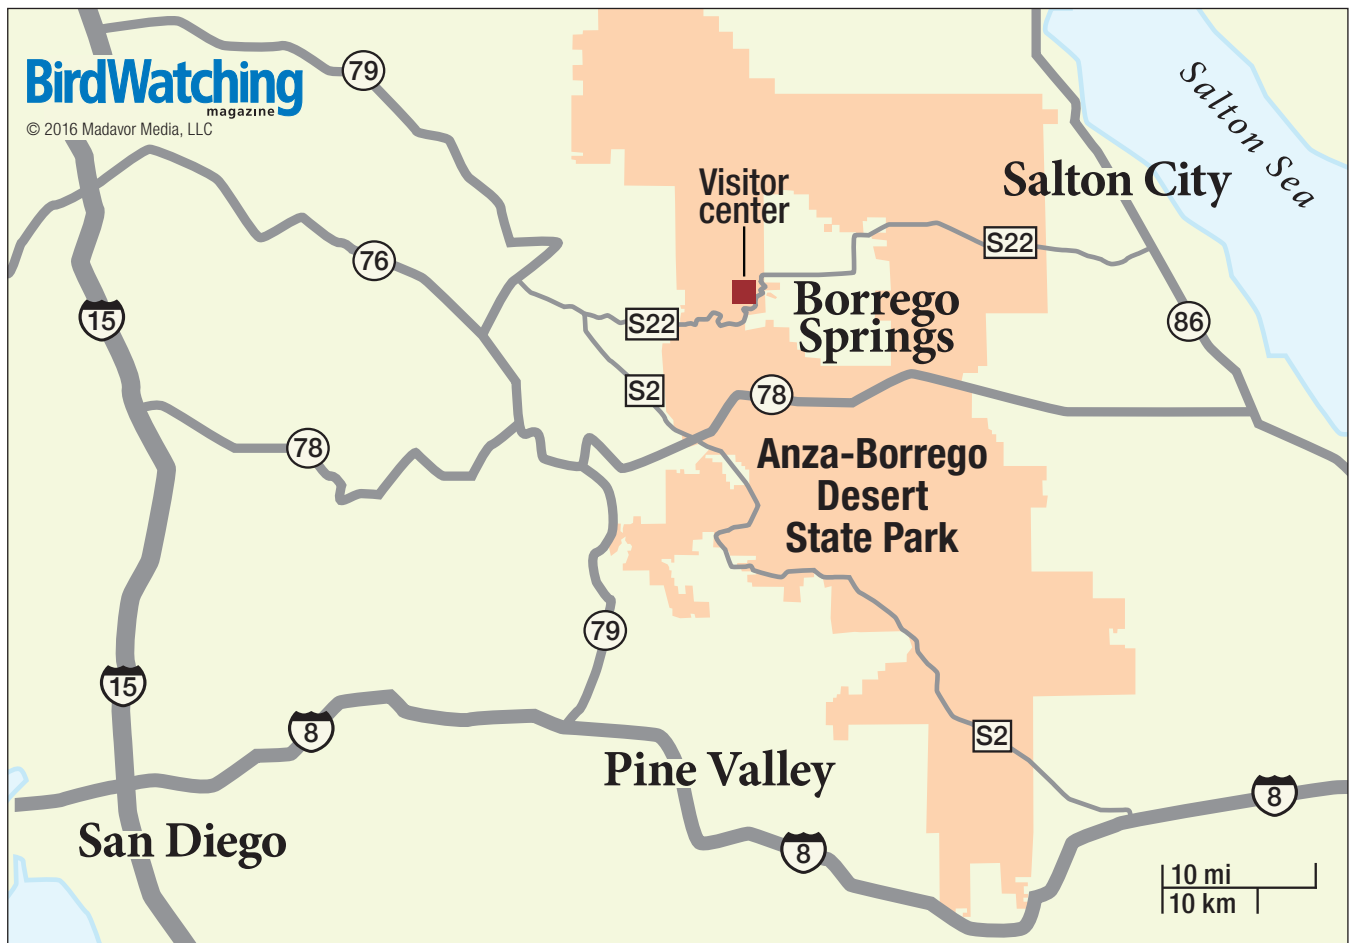 BirdWatching
magazine
© 2016 Madavor Media, LLC
79
Salton Sea
Visitor
center
Salton City
76
S22
15
S22
Borrego
Springs
86
S2
78
78
Anza-Borrego
Desert
State Park
79
15
8
S2
Pine Valley
8
San Diego
8
10 mi
10 km